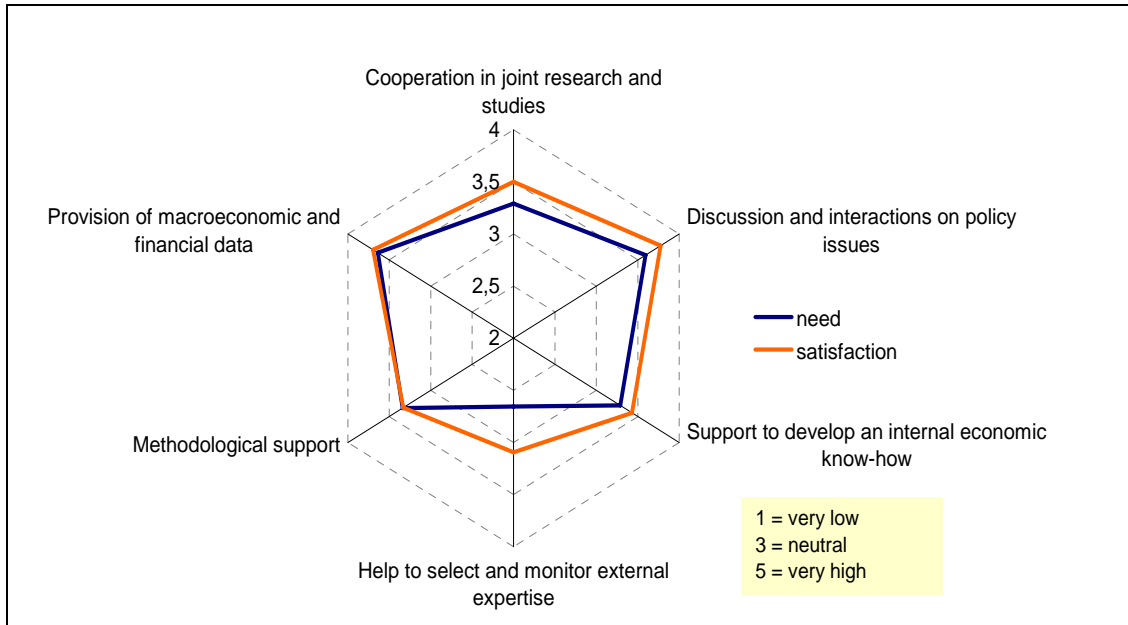 Cooperation in joint research and
studies
4
3,5
3
2,5
2
Provision of macroeconomic and
financial data
Discussion and interactions on policy
issues
need
satisfaction
Methodological support
Support to develop an internal economic
know-how
Help to select and monitor external
expertise
1 = very low
3 = neutral
5 = very high